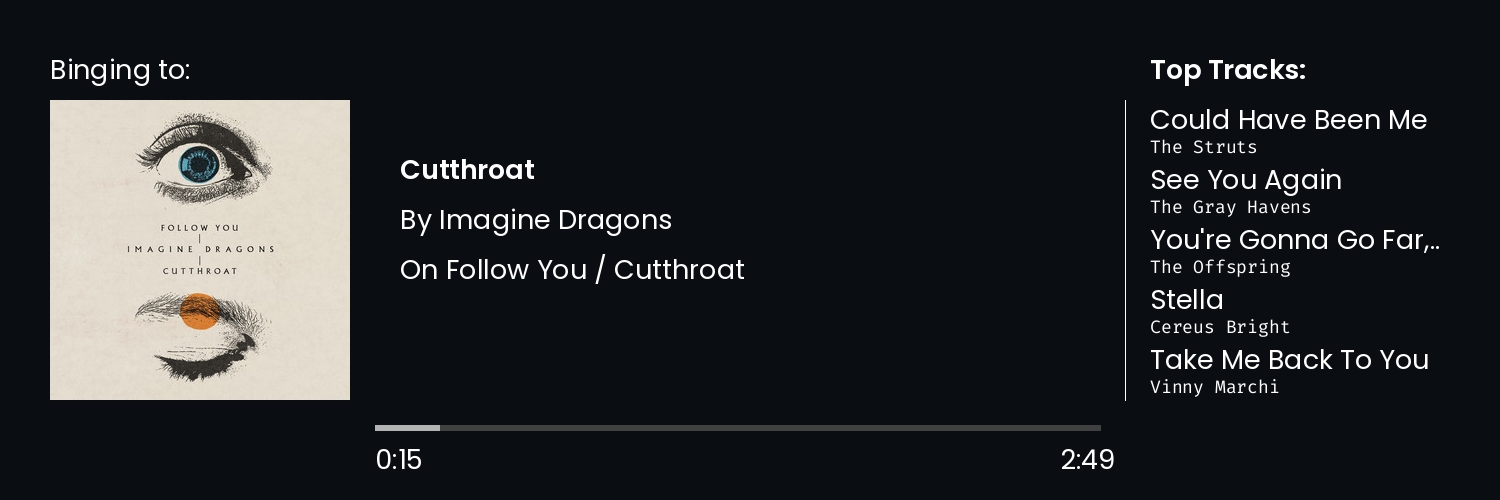 Binging to:
FOLLOW YOU
|
IMAGINE DRAGONS
|
CUTTHROAT
Cutthroat
By Imagine Dragons
On Follow You / Cutthroat
0:15
2:49
Top Tracks:
Could Have Been Me
The Struts
See You Again
The Gray Havens
You're Gonna Go Far,..
The Offspring
Stella
Cereus Bright
Take Me Back To You
Vinny Marchi